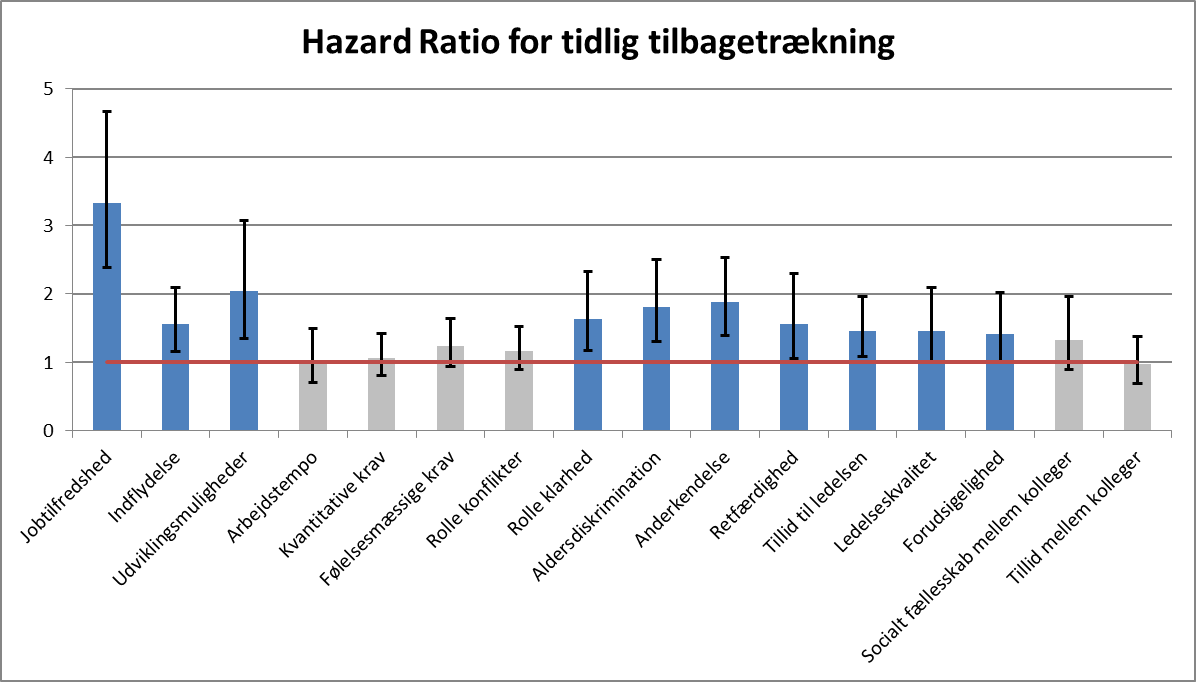 Hazard Ratio for tidlig tilbagetrækning
5
4
3
2
1
0
Jobtilfredshed
Indflydelse
Udviklingsmuligheder
Arbejdstempo
Kvantitative krav
Følelsesmæssige krav
Rolle konflikter
Rolle klarhed
Aldersdiskrimination
Anderkendelse
Retfærdighed
Tillid til ledelsen
Ledelseskvalitet
Forudsigelighed
Socialt fællesskab mellem kolleger
Tillid mellem kolleger